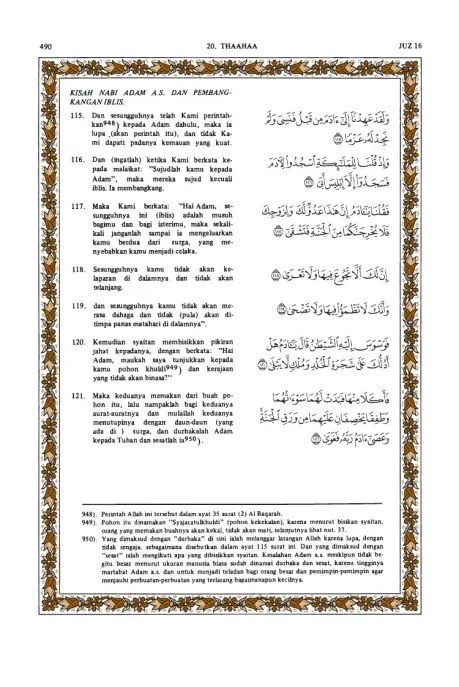 490 20. THAAHAA JUZ 16
KISAH NABI ADAM A.S. DAN PEMBANG-
KANGAN IBLIS.
115. Dan sesungguhnya telah Kami perintah-
kan948) kepada Adam dahulu, maka ia
lupa (akan perintah itu), dan tidak Ka-
mi dapati padanya kemauan yang kuat.
وَلَقَدْ عَهِدْنَآ إِلَىٰٓ ءَادَمَ مِن قَبْلُ فَنَسِىَ وَلَمْ
نَجِدْ لَهُۥ عَزْمًا ﴿١١٥﴾
116. Dan (ingatlah) ketika Kami berkata ke-
pada malaikat: "Sujudlah kamu kepada
Adam", maka mereka sujud kecuali
iblis. Ia membangkang.
وَإِذْ قُلْنَا لِلْمَلَٰٓئِكَةِ ٱسْجُدُوا۟ لِءَادَمَ
فَسَجَدُوٓا۟ إِلَّآ إِبْلِيسَ أَبَىٰ ﴿١١٦﴾
117. Maka Kami berkata: "Hai Adam, se-
sungguhnya ini (iblis) adalah musuh
bagimu dan bagi isterimu, maka sekali-
kali janganlah sampai ia mengeluarkan
kamu berdua dari surga, yang me-
nyebabkan kamu menjadi celaka.
فَقُلْنَا يَٰٓـَٔادَمُ إِنَّ هَٰذَا عَدُوٌّ لَّكَ وَلِزَوْجِكَ
فَلَا يُخْرِجَنَّكُمَا مِنَ ٱلْجَنَّةِ فَتَشْقَىٰٓ ﴿١١٧﴾
118. Sesungguhnya kamu tidak akan ke-
laparan di dalamnya dan tidak akan
telanjang.
إِنَّ لَكَ أَلَّا تَجُوعَ فِيهَا وَلَا تَعْرَىٰ ﴿١١٨﴾
119. dan sesungguhnya kamu tidak akan me-
rasa dahaga dan tidak (pula) akan di-
timpa panas matahari di dalamnya".
وَأَنَّكَ لَا تَظْمَؤُا۟ فِيهَا وَلَا تَضْحَىٰ ﴿١١٩﴾
120. Kemudian syaitan membisikkan pikiran
jahat kepadanya, dengan berkata: "Hai
Adam, maukah saya tunjukkan kepada
kamu pohon khuldi949) dan kerajaan
yang tidak akan binasa?"
فَوَسْوَسَ إِلَيْهِ ٱلشَّيْطَٰنُ قَالَ يَٰٓـَٔادَمُ هَلْ
أَدُلُّكَ عَلَىٰ شَجَرَةِ ٱلْخُلْدِ وَمُلْكٍ لَّا يَبْلَىٰ ﴿١٢٠﴾
121. Maka keduanya memakan dari buah po-
hon itu, lalu nampaklah bagi keduanya
aurat-auratnya dan mulailah keduanya
menutupinya dengan daun-daun (yang
ada di ) surga, dan durhakalah Adam
kepada Tuhan dan sesatlah ia950).
فَأَكَلَا مِنْهَا فَبَدَتْ لَهُمَا سَوْءَٰتُهُمَا
وَطَفِقَا يَخْصِفَانِ عَلَيْهِمَا مِن وَرَقِ ٱلْجَنَّةِ
وَعَصَىٰٓ ءَادَمُ رَبَّهُۥ فَغَوَىٰ ﴿١٢١﴾
948). Perintah Allah ini tersebut dalam ayat 35 surat (2) Al Baqarah.
949). Pohon itu dinamakan "Syajaratulkhuldi" (pohon kekekalan), karena menurut bisikan syaitan,
orang yang memakan buahnya akan kekal, tidak akan mati, selanjutnya lihat not. 37.
950). Yang dimaksud dengan "durhaka" di sini ialah melanggar larangan Allah karena lupa, dengan
tidak sengaja, sebagaimana disebutkan dalam ayat 115 surat ini. Dan yang dimaksud dengan
"sesat" ialah mengikuti apa yang dibisikkan syaitan. Kesalahan Adam a.s. meskipun tidak be-
gitu besar menurut ukuran manusia biasa sudah dinamai durhaka dan sesat, karena tingginya
martabat Adam a.s. dan untuk menjadi teladan bagi orang besar dan pemimpin-pemimpin agar
menjauhi perbuatan-perbuatan yang terlarang bagaimanapun kecilnya.